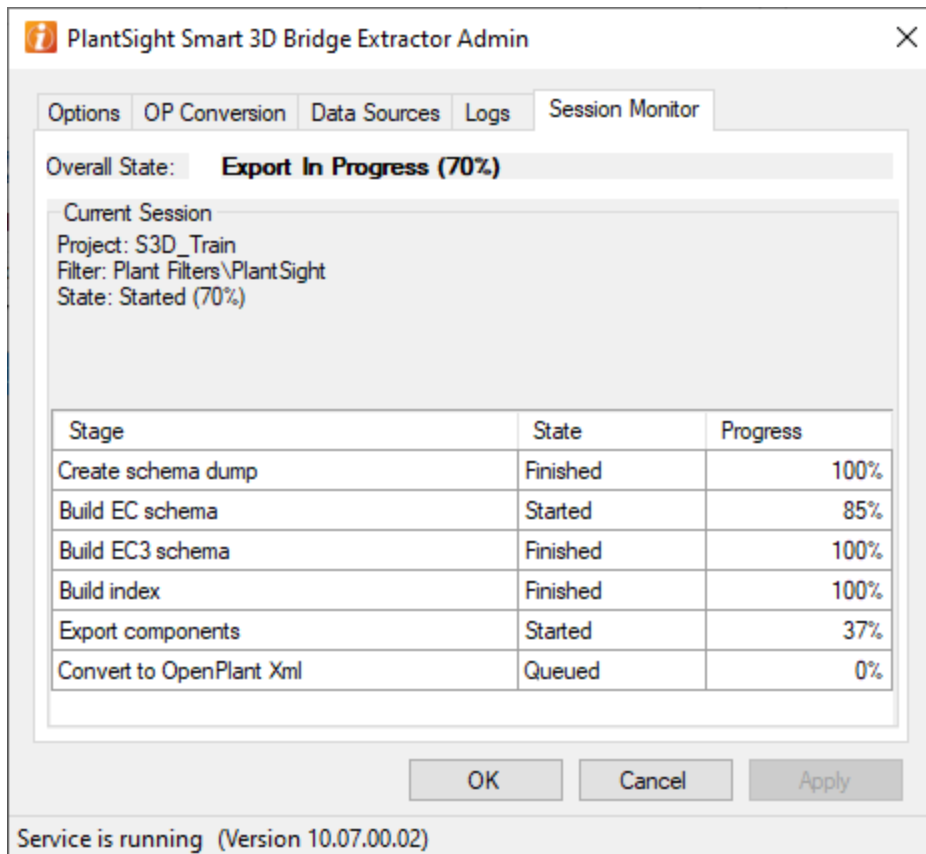 PlantSight Smart 3D Bridge Extractor Admin
Options OP Conversion Data Sources Logs Session Monitor
Overall State: Export In Progress (70%)
Current Session
Project: S3D_Train
Filter: Plant Filters\PlantSight
State: Started (70%)
Stage State Progress
Create schema dump Finished 100%
Build EC schema Started 85%
Build EC3 schema Finished 100%
Build index Finished 100%
Export components Started 37%
Convert to OpenPlant Xml Queued 0%
OK Cancel Apply
Service is running (Version 10.07.00.02)